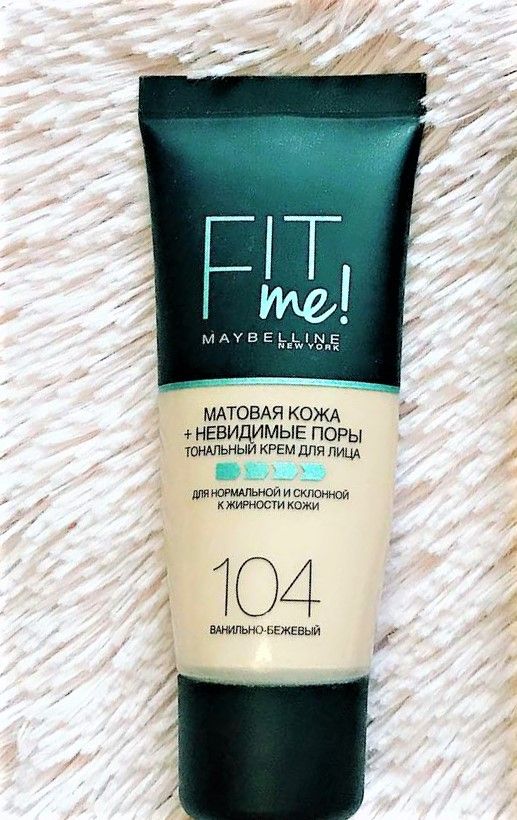 FIT
me!
MAYBELLINE
NEW YORK
МАТОВАЯ КОЖА
+ НЕВИДИМЫЕ ПОРЫ
ТОНАЛЬНЫЙ КРЕМ ДЛЯ ЛИЦА
ДЛЯ НОРМАЛЬНОЙ И СКЛОННОЙ
К ЖИРНОСТИ КОЖИ
104
ВАНИЛЬНО-БЕЖЕВЫЙ